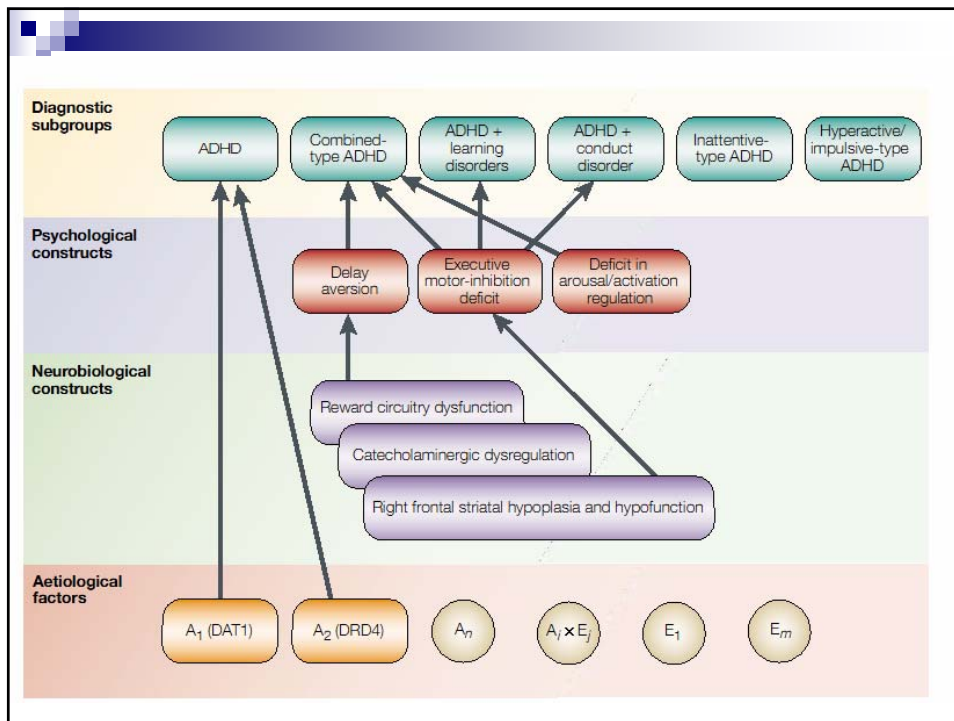 Diagnostic
subgroups
ADHD
Combined-
type ADHD
ADHD +
learning
disorders
ADHD +
conduct
disorder
Inattentive-
type ADHD
Hyperactive/
impulsive-type
ADHD
Psychological
constructs
Delay
aversion
Executive
motor-inhibition
deficit
Deficit in
arousal/activation
regulation
Neurobiological
constructs
Reward circuitry dysfunction
Catecholaminergic dysregulation
Right frontal striatal hypoplasia and hypofunction
Aetiological
factors
A₁ (DAT1)
A₂ (DRD4)
Aₙ
Aᵢ × Eⱼ
E₁
Eₘ